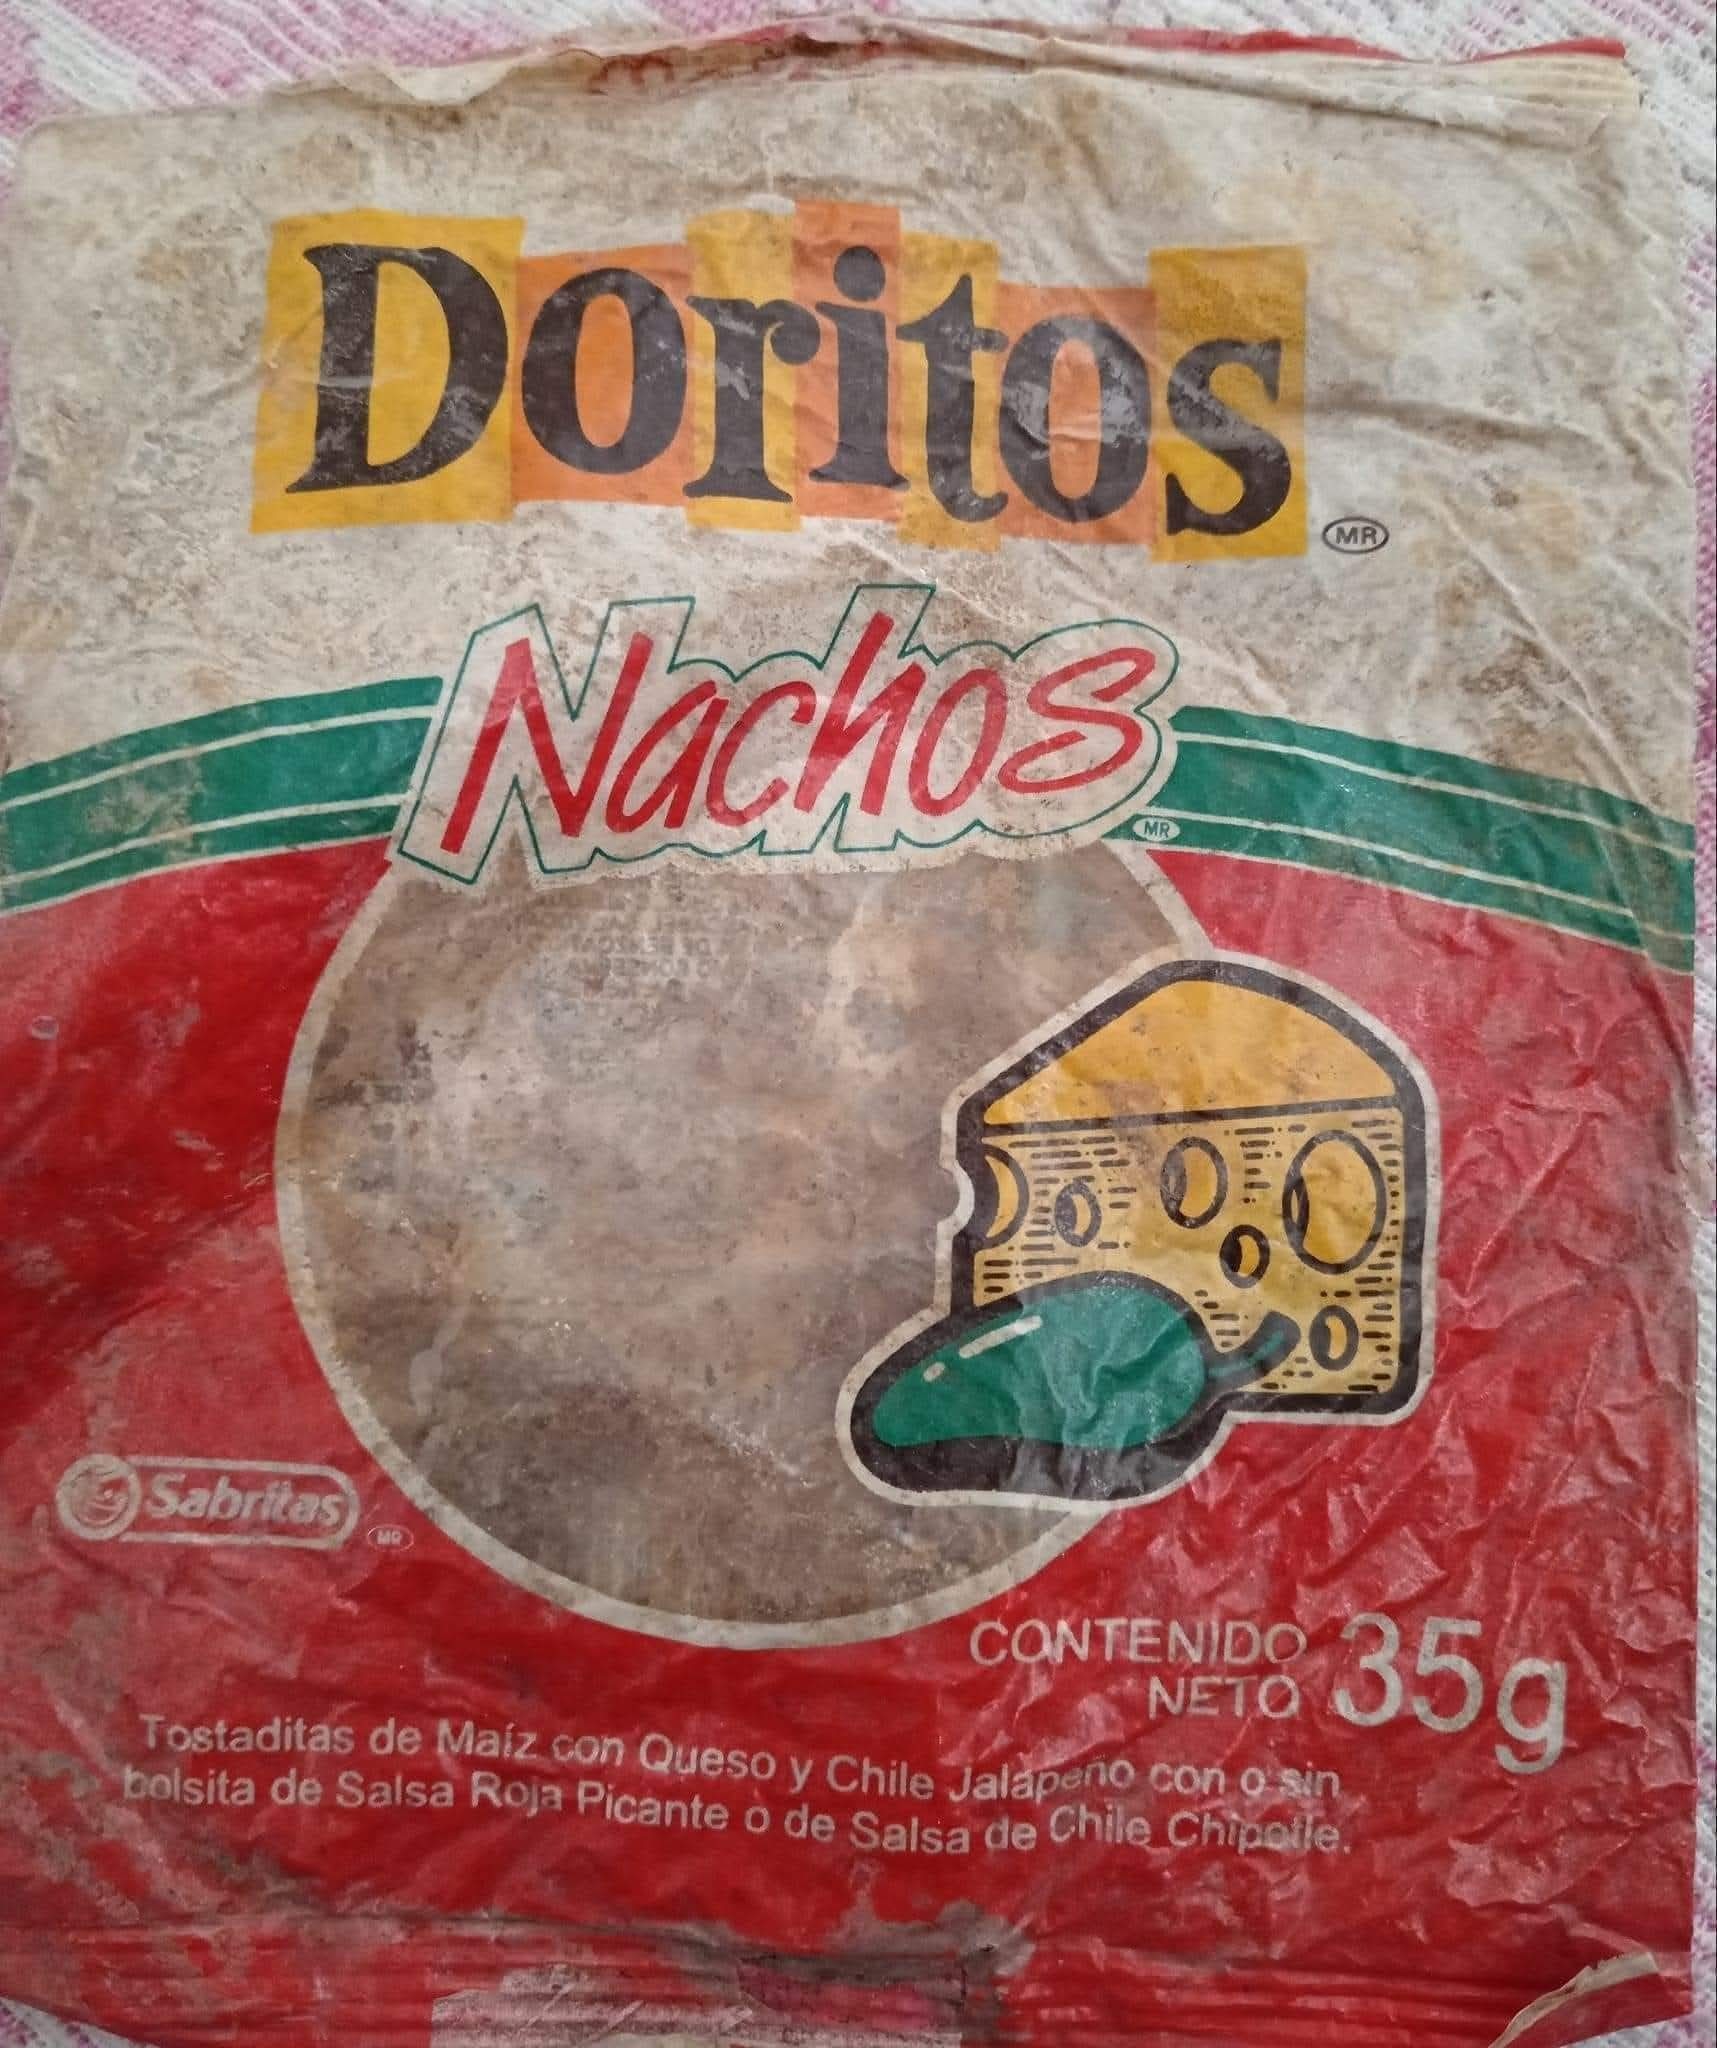 Doritos
MR
Nachos
MR
Sabritas
MR
CONTENIDO
NETO 35g
Tostaditas de Maíz con Queso y Chile Jalapeño con o sin
bolsita de Salsa Roja Picante o de Salsa de Chile Chipotle.